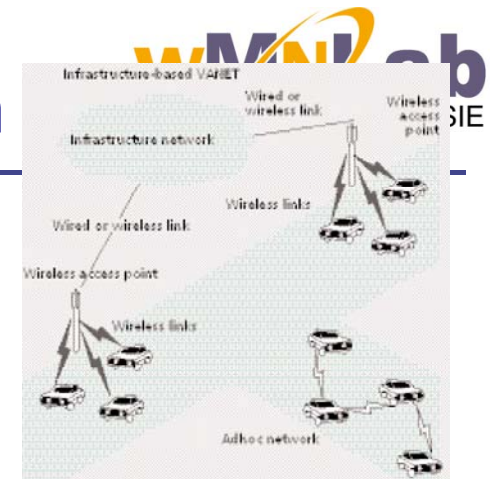 wMNLab
SIE
Infrastructure-based VANET
Wired or
wireless link
Wireless
access
point
Infrastructure network
Wireless links
Wired or wireless link
Wireless access point
Wireless links
Adhoc network